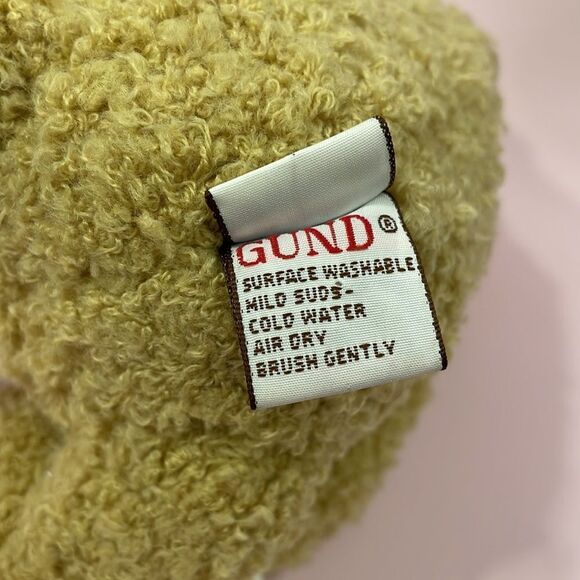 GUND®
SURFACE WASHABLE
MILD SUDS-
COLD WATER
AIR DRY
BRUSH GENTLY